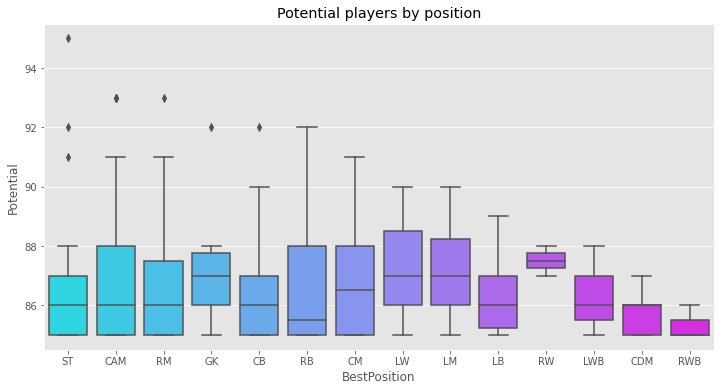 Potential players by position
Potential
94
92
90
88
86
ST CAM RM GK CB RB CM LW LM LB RW LWB CDM RWB
BestPosition